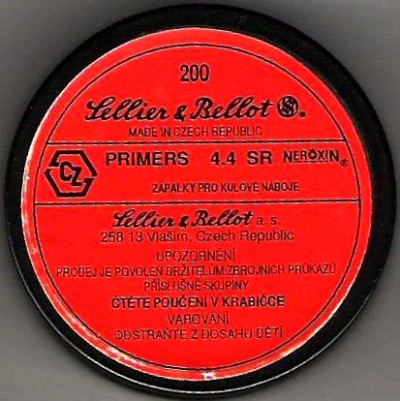 200
Sellier & Bellot S&B®.
MADE IN CZECH REPUBLIC
CZ PRIMERS 4.4 SR NEROXIN®
ZÁPALKY PRO KULOVÉ NÁBOJE
Sellier & Bellot a. s.
258 13 Vlašim, Czech Republic
UPOZORNĚNÍ
PRODEJ JE POVOLEN DRŽITELŮM ZBROJNÍCH PRŮKAZŮ
PŘÍSLUŠNÉ SKUPINY
ČTĚTE POUČENÍ V KRABIČCE
VAROVÁNÍ
ODSTRAŇTE Z DOSAHU DĚTÍ